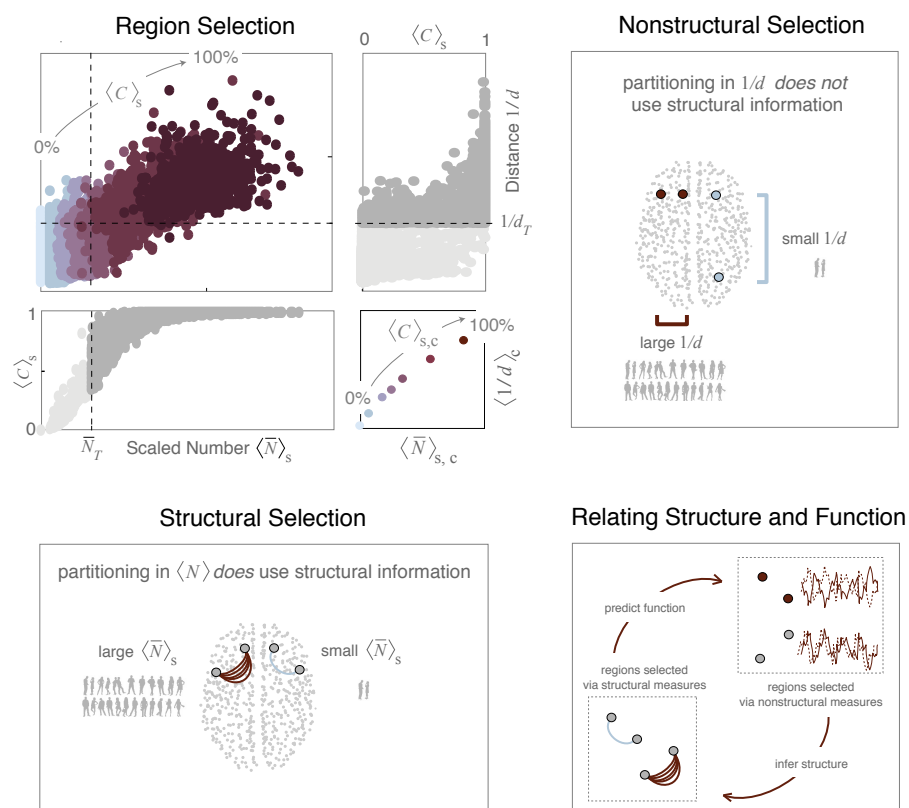 Region Selection
0%
⟨C⟩s
100%
0
⟨C⟩s
1
Distance 1/d
1/dT
1
⟨C⟩s
0
N̅T
Scaled Number ⟨N̅⟩s
0%
⟨C⟩s,c
100%
⟨1/d⟩c
⟨N̅⟩s, c
Nonstructural Selection
partitioning in 1/d does not
use structural information
small 1/d
large 1/d
Structural Selection
partitioning in ⟨N⟩ does use structural information
large ⟨N̅⟩s
small ⟨N̅⟩s
Relating Structure and Function
predict function
regions selected
via structural measures
regions selected
via nonstructural measures
infer structure